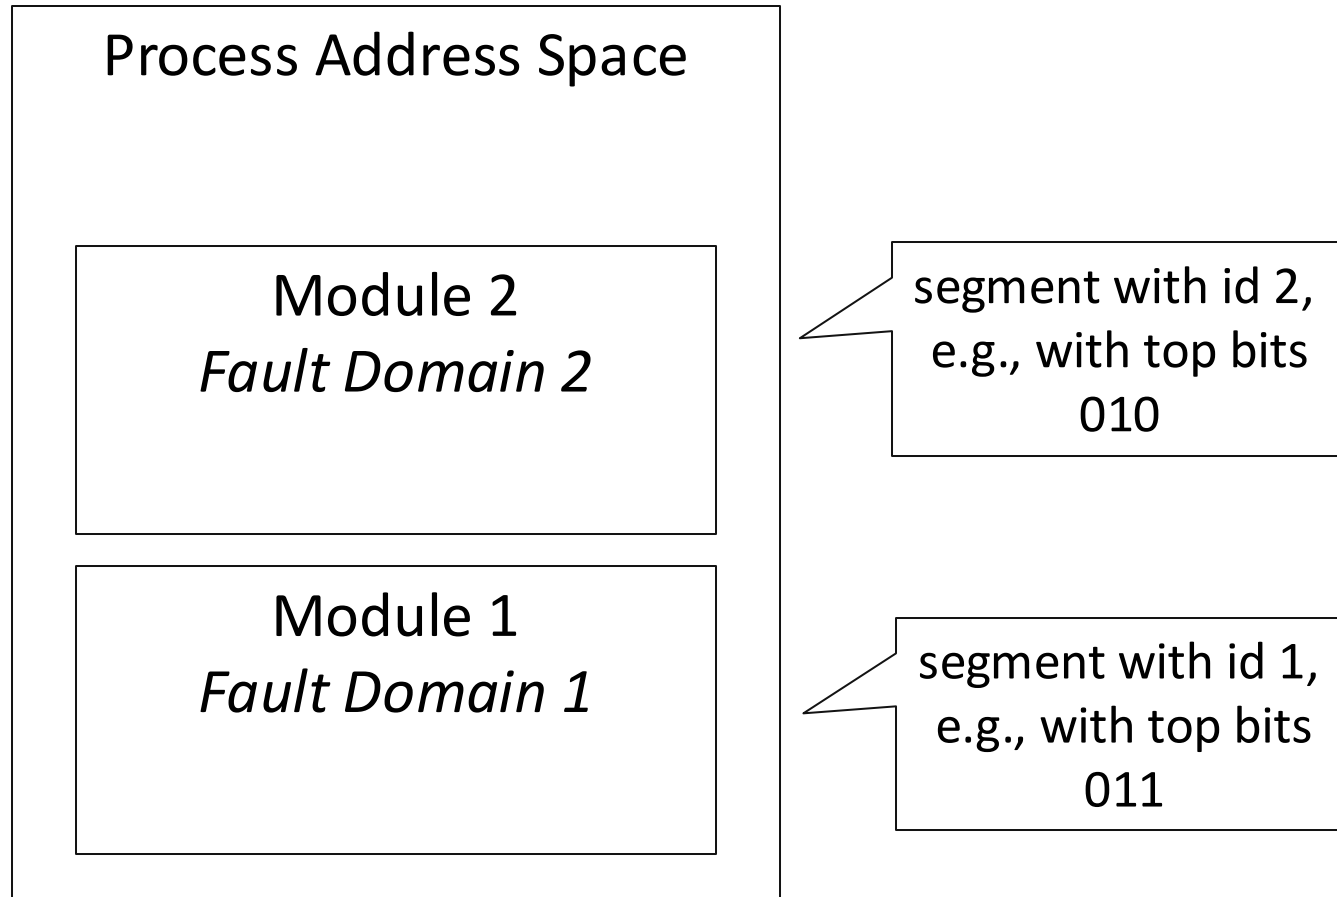 Process Address Space
Module 2
Fault Domain 2
segment with id 2,
e.g., with top bits
010
Module 1
Fault Domain 1
segment with id 1,
e.g., with top bits
011